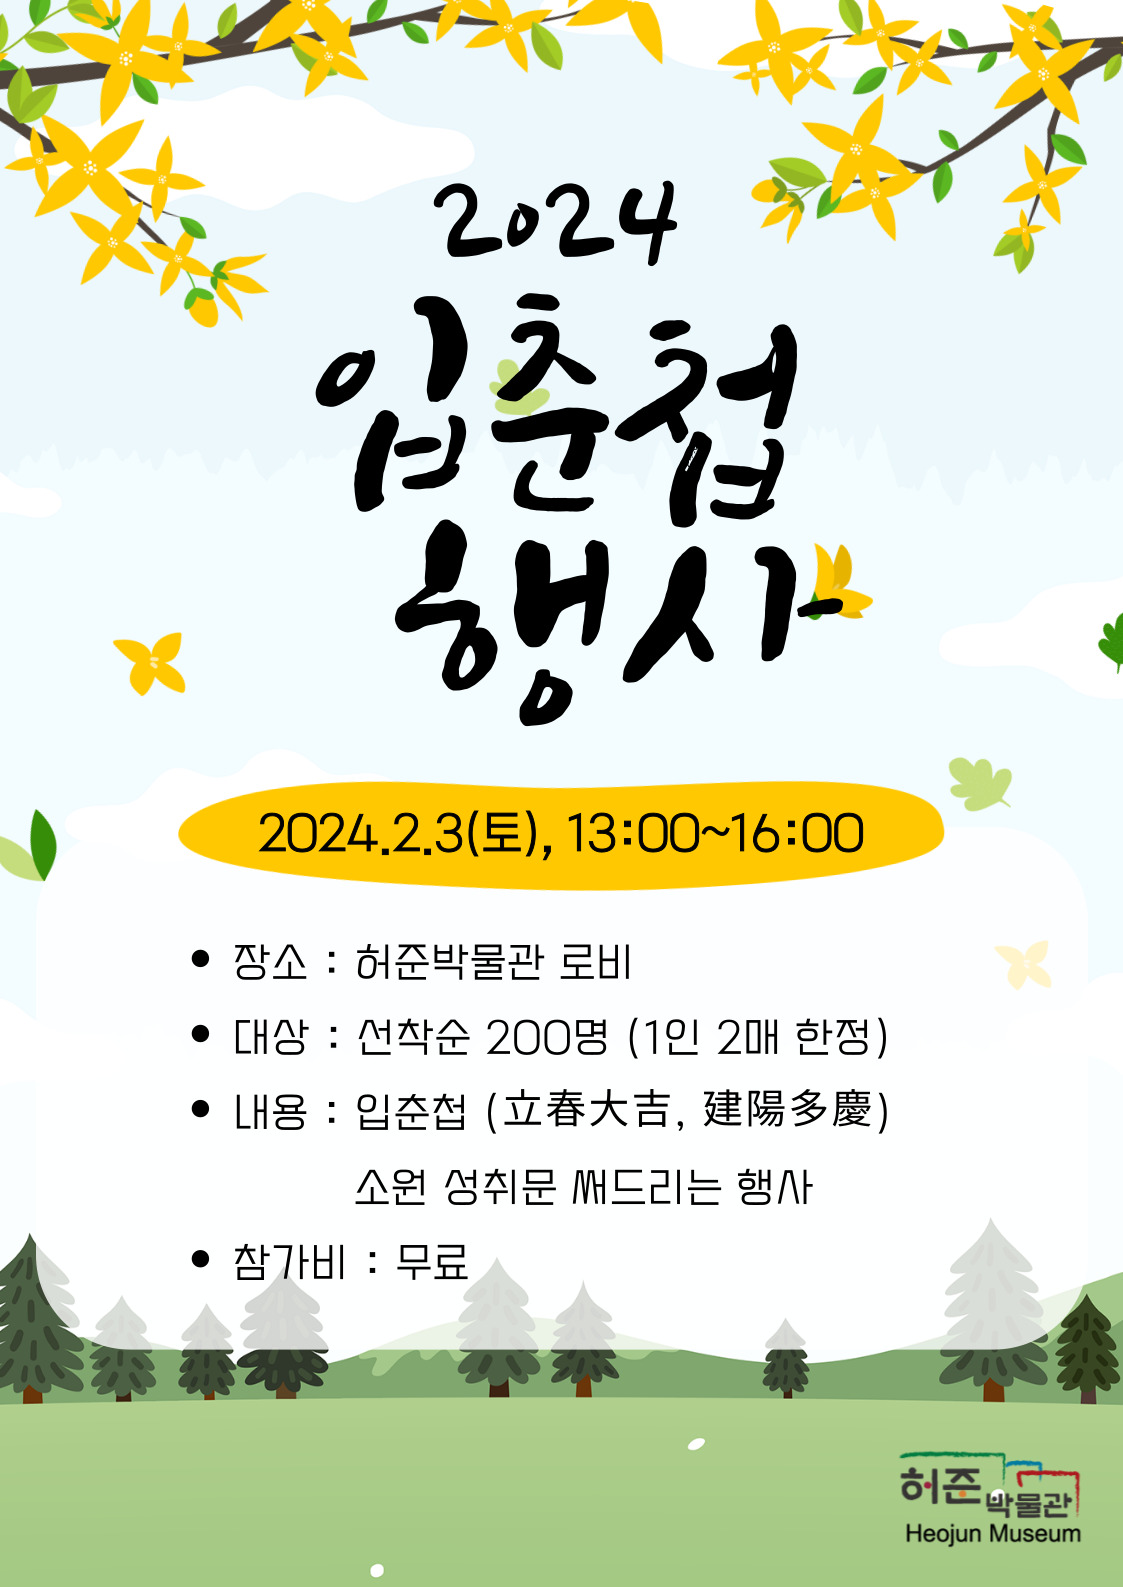 2024
입춘첩
행사
2024.2.3(토), 13:00~16:00
• 장소 : 허준박물관 로비
• 대상 : 선착순 200명 (1인 2매 한정)
• 내용 : 입춘첩 (立春大吉, 建陽多慶)
소원 성취문 써드리는 행사
• 참가비 : 무료
허준박물관
Heojun Museum